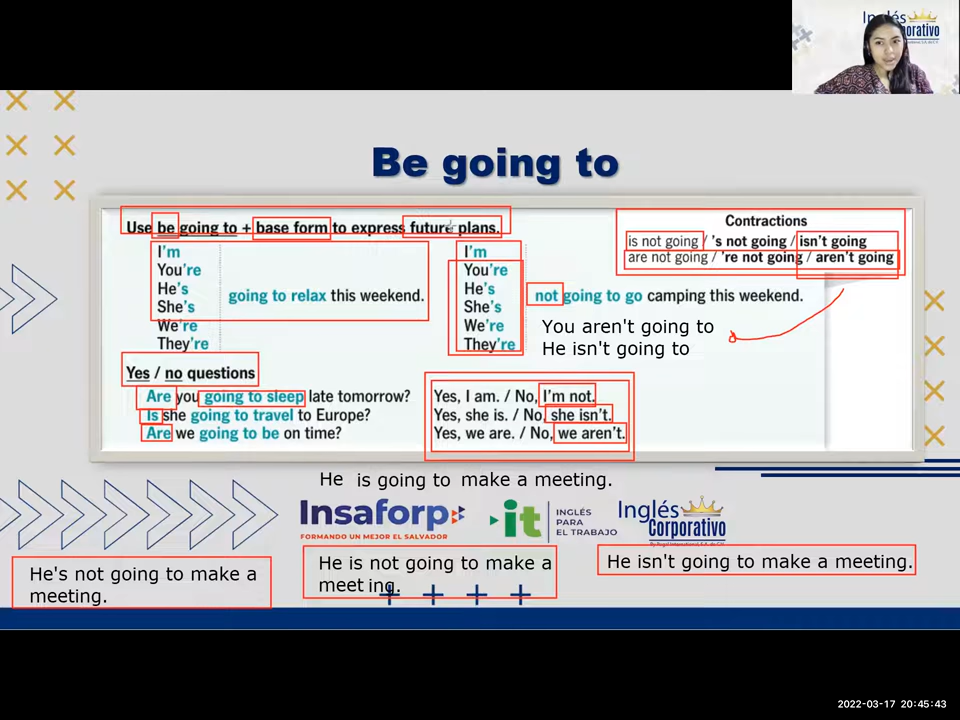 Inglés
orporativo
Be going to
Use be going to + base form to express future plans.
I'm
You're
He's
She's
We're
They're
going to relax this weekend.
I'm
You're
He's
She's
We're
They're
not going to go camping this weekend.
Contractions
is not going / 's not going / isn't going
are not going / 're not going / aren't going
You aren't going to
He isn't going to
Yes / no questions
Are you going to sleep late tomorrow?
Is she going to travel to Europe?
Are we going to be on time?
Yes, I am. / No, I'm not.
Yes, she is. / No, she isn't.
Yes, we are. / No, we aren't.
He is going to make a meeting.
Insaforp
FORMANDO UN MEJOR EL SALVADOR
it
INGLÉS
PARA
EL TRABAJO
Inglés
Corporativo
He's not going to make a
meeting.
He is not going to make a
meet ing.
He isn't going to make a meeting.
2022-03-17 20:45:43